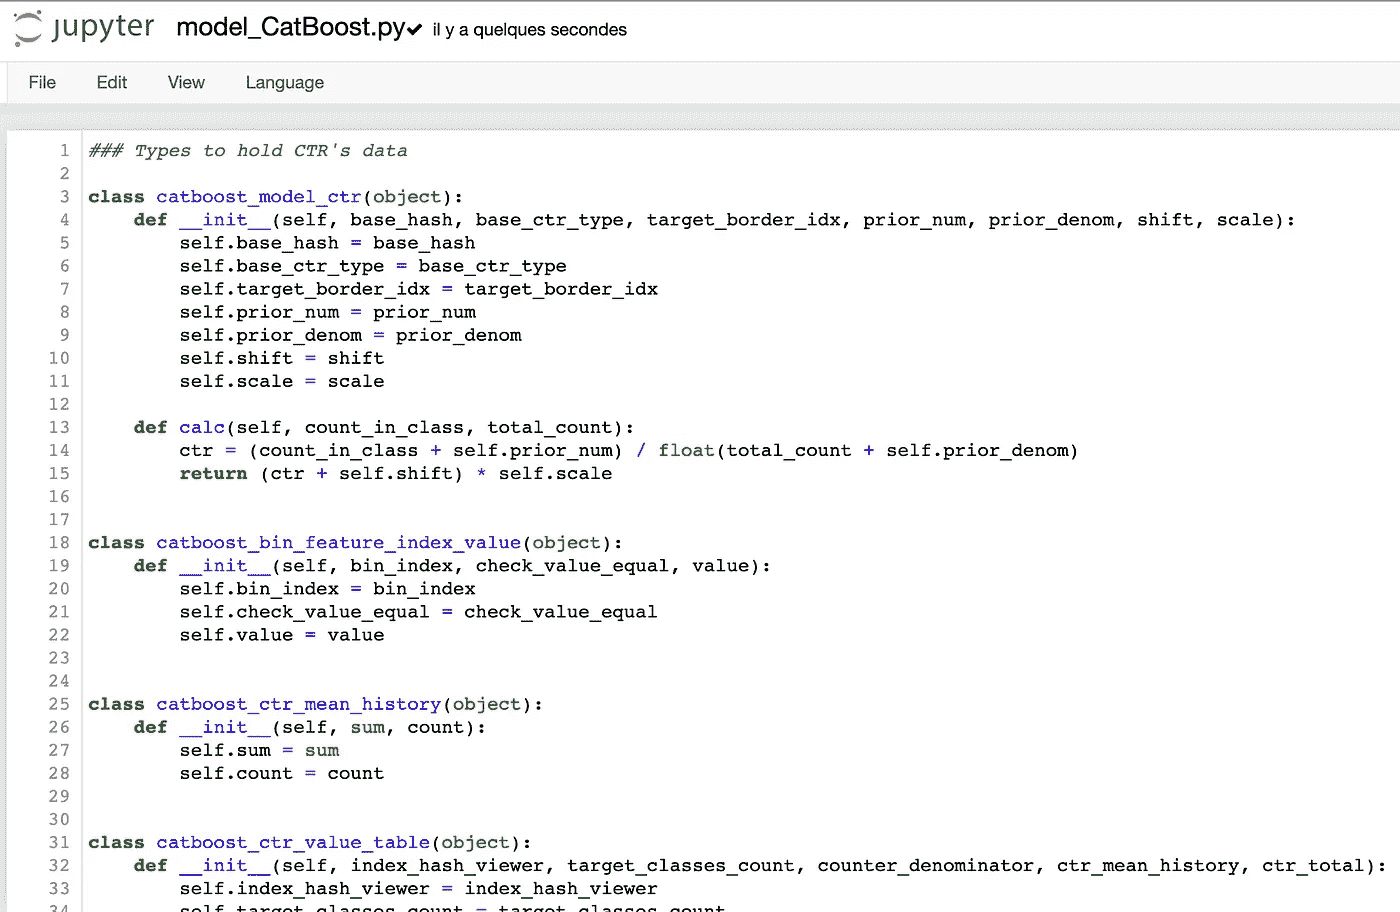 jupyter model_CatBoost.py✔ il y a quelques secondes
File Edit View Language
1 ### Types to hold CTR's data
2
3 class catboost_model_ctr(object):
4     def __init__(self, base_hash, base_ctr_type, target_border_idx, prior_num, prior_denom, shift, scale):
5         self.base_hash = base_hash
6         self.base_ctr_type = base_ctr_type
7         self.target_border_idx = target_border_idx
8         self.prior_num = prior_num
9         self.prior_denom = prior_denom
10         self.shift = shift
11         self.scale = scale
12
13     def calc(self, count_in_class, total_count):
14         ctr = (count_in_class + self.prior_num) / float(total_count + self.prior_denom)
15         return (ctr + self.shift) * self.scale
16
17
18 class catboost_bin_feature_index_value(object):
19     def __init__(self, bin_index, check_value_equal, value):
20         self.bin_index = bin_index
21         self.check_value_equal = check_value_equal
22         self.value = value
23
24
25 class catboost_ctr_mean_history(object):
26     def __init__(self, sum, count):
27         self.sum = sum
28         self.count = count
29
30
31 class catboost_ctr_value_table(object):
32     def __init__(self, index_hash_viewer, target_classes_count, counter_denominator, ctr_mean_history, ctr_total):
33         self.index_hash_viewer = index_hash_viewer
34         self.target_classes_count = target_classes_count